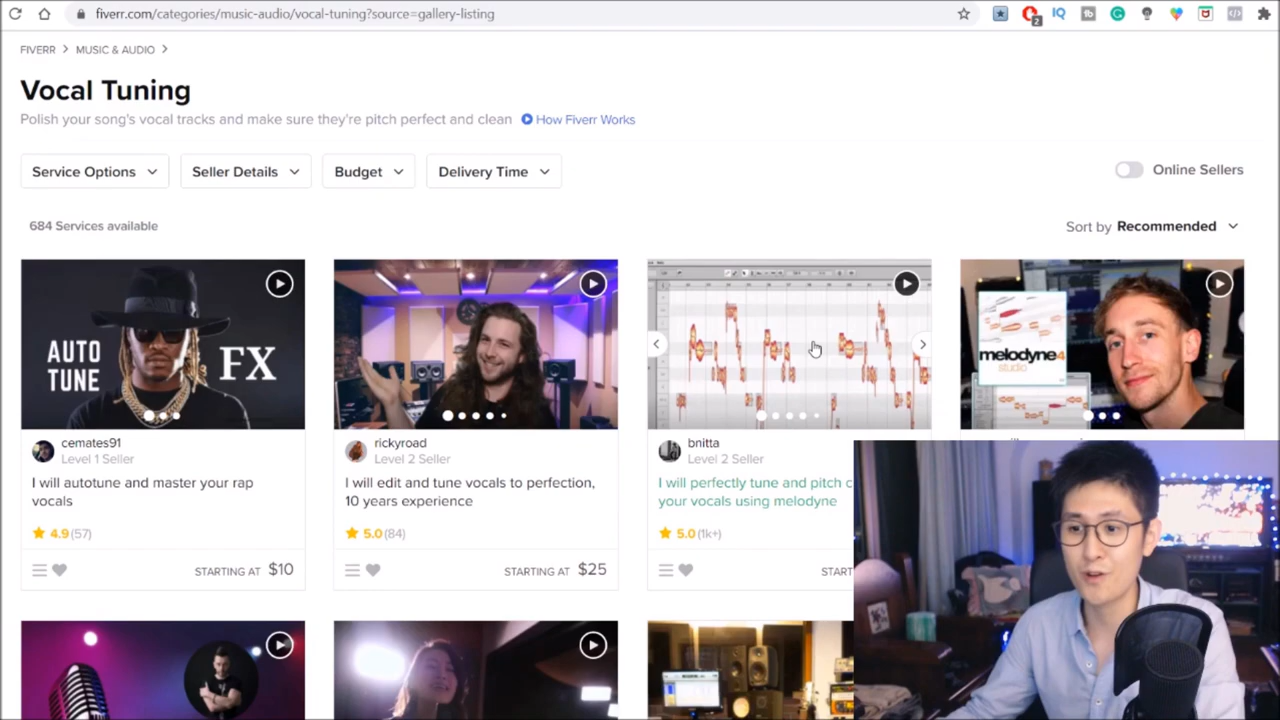 fiverr.com/categories/music-audio/vocal-tuning?source=gallery-listing
FIVERR > MUSIC & AUDIO >
Vocal Tuning
Polish your song's vocal tracks and make sure they're pitch perfect and clean How Fiverr Works
Service Options Seller Details Budget Delivery Time Online Sellers
684 Services available Sort by Recommended
AUTO
TUNE
FX
melodyne4
studio
cemates91
Level 1 Seller
I will autotune and master your rap
vocals
4.9 (57)
STARTING AT $10
rickyroad
Level 2 Seller
I will edit and tune vocals to perfection,
10 years experience
5.0 (84)
STARTING AT $25
bnitta
Level 2 Seller
I will perfectly tune and pitch c
your vocals using melodyne
5.0 (1k+)
START